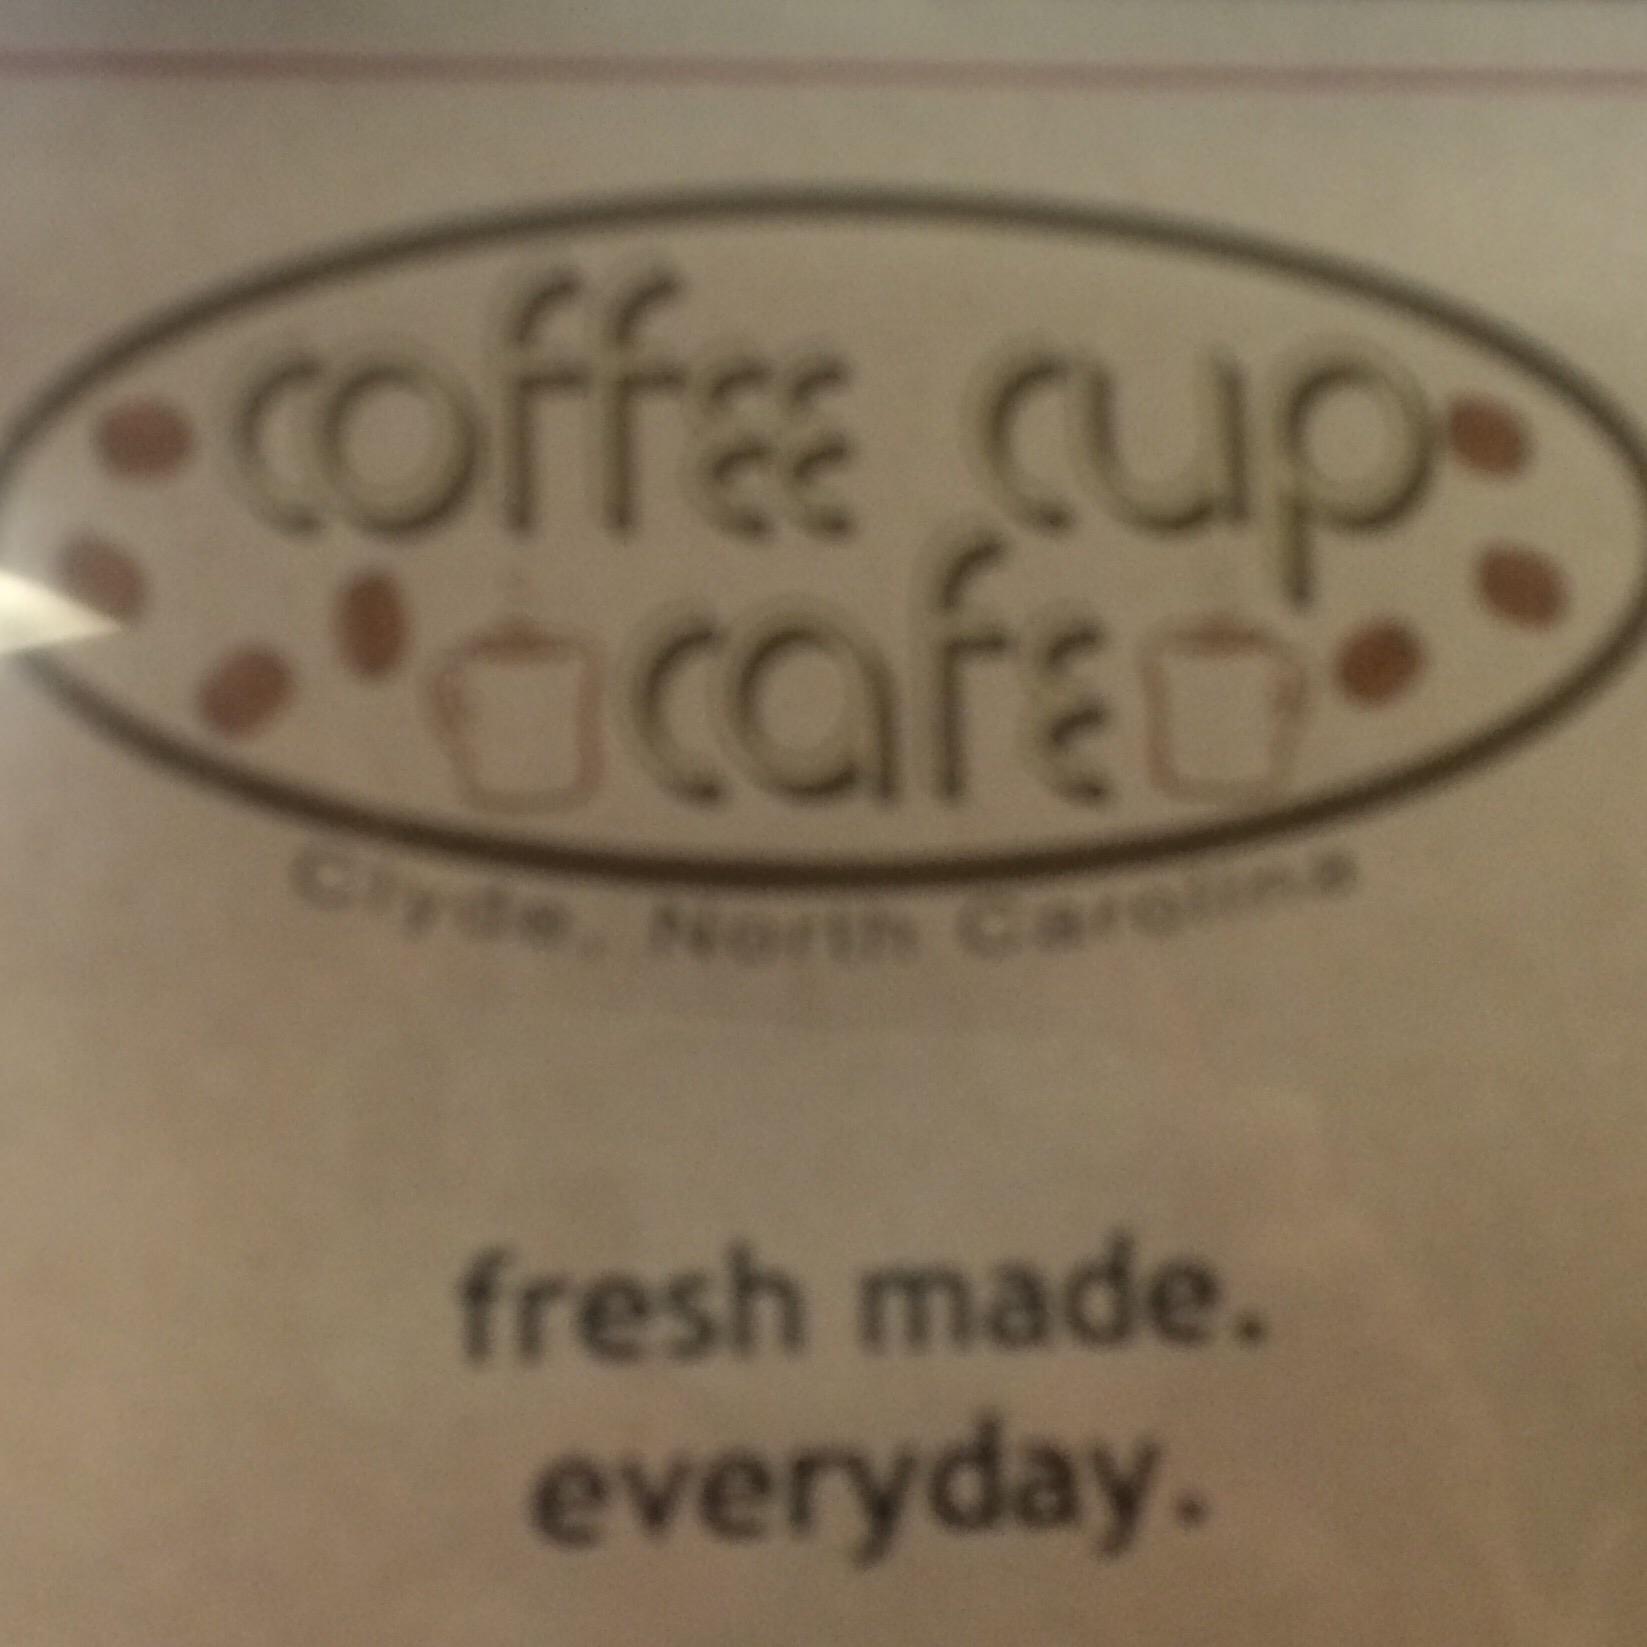 coffee cup
cafe
Clyde, North Carolina
fresh made.
everyday.